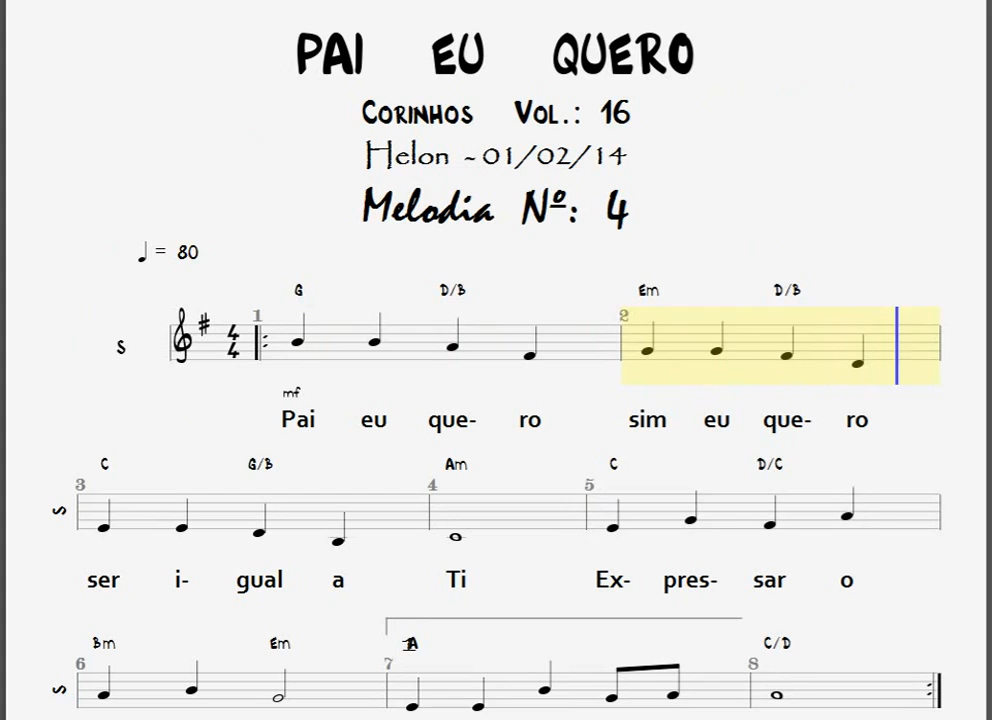 PAI EU QUERO
CORINHOS VOL.: 16
Helon - 01/02/14
Melodia Nº: 4
= 80
G D/B Em D/B
1 2
S
4
4
mf
Pai eu que- ro sim eu que- ro
C G/B Am C D/C
3 4 5
S
ser i- gual a Ti Ex- pres- sar o
Bm Em A C/D
6 7 8
S